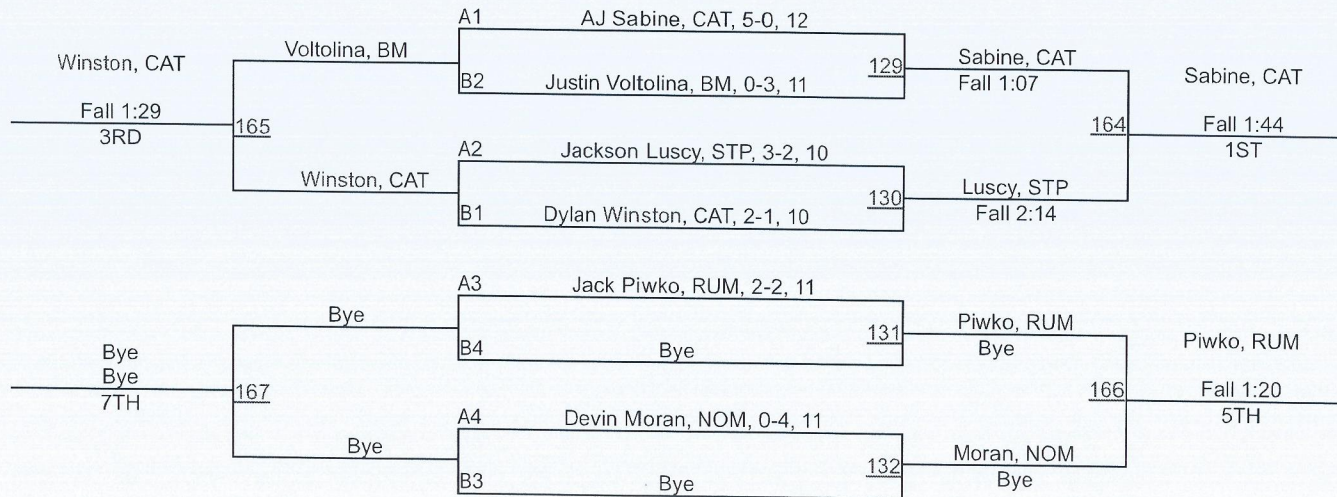 A1
AJ Sabine, CAT, 5-0, 12
Voltolina, BM
Winston, CAT
Sabine, CAT
129
Fall 1:07
Sabine, CAT
B2
Justin Voltolina, BM, 0-3, 11
Fall 1:29
165
3RD
164
Fall 1:44
1ST
A2
Jackson Luscy, STP, 3-2, 10
Winston, CAT
130
Luscy, STP
Fall 2:14
B1
Dylan Winston, CAT, 2-1, 10
A3
Jack Piwko, RUM, 2-2, 11
Bye
131
Piwko, RUM
Bye
B4
Bye
Bye
Bye
7TH
167
Piwko, RUM
166
Fall 1:20
5TH
A4
Devin Moran, NOM, 0-4, 11
Bye
132
Moran, NOM
Bye
B3
Bye